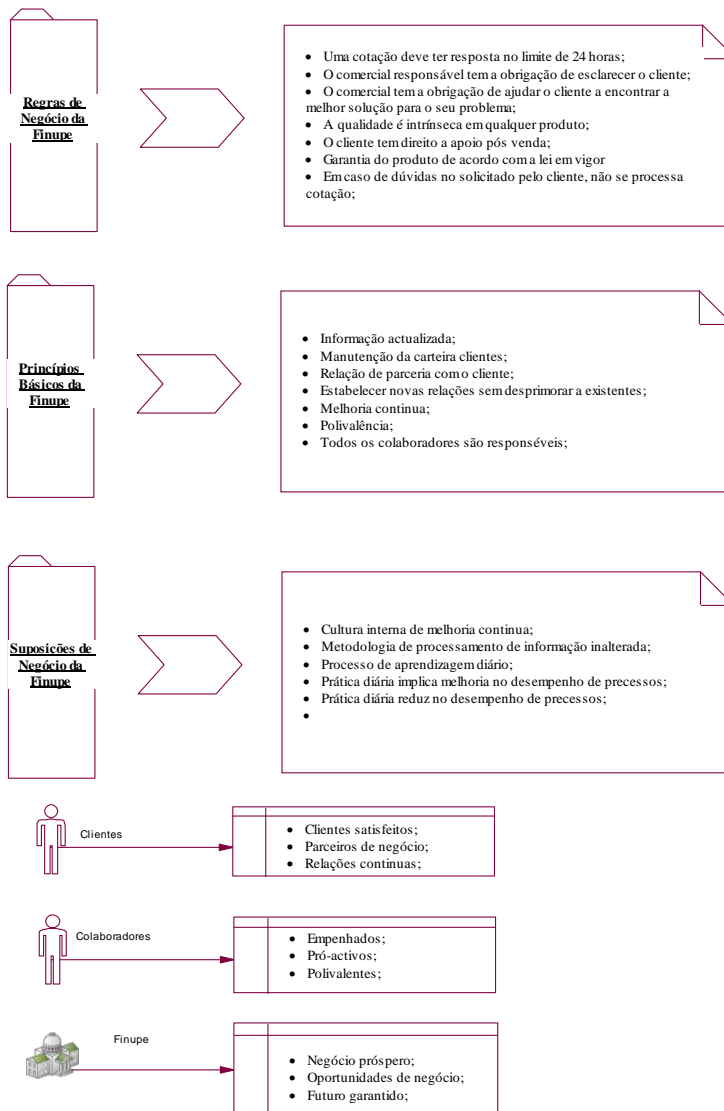 Regras de
Negócio da
Finupe
• Uma cotação deve ter resposta no limite de 24 horas;
• O comercial responsável tem a obrigação de esclarecer o cliente;
• O comercial tem a obrigação de ajudar o cliente a encontrar a
melhor solução para o seu problema;
• A qualidade é intrínseca em qualquer produto;
• O cliente tem direito a apoio pós venda;
• Garantia do produto de acordo com a lei em vigor
• Em caso de dúvidas no solicitado pelo cliente, não se processa
cotação;
Princípios
Básicos da
Finupe
• Informação actualizada;
• Manutenção da carteira clientes;
• Relação de parceria com o cliente;
• Estabelecer novas relações sem desprimorar a existentes;
• Melhoria continua;
• Polivalência;
• Todos os colaboradores são responséveis;
Suposições de
Negócio da
Finupe
• Cultura interna de melhoria continua;
• Metodologia de processamento de informação inalterada;
• Processo de aprendizagem diário;
• Prática diária implica melhoria no desempenho de precessos;
• Prática diária reduz no desempenho de precessos;
•
Clientes
• Clientes satisfeitos;
• Parceiros de negócio;
• Relações continuas;
Colaboradores
• Empenhados;
• Pró-activos;
• Polivalentes;
Finupe
• Negócio próspero;
• Oportunidades de negócio;
• Futuro garantido;